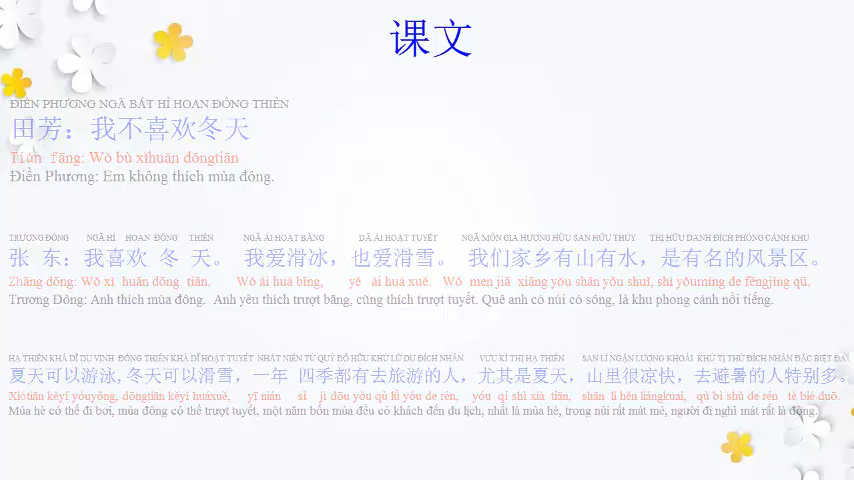 课文
ĐIỀN PHƯƠNG NGÃ BẤT HỈ HOAN ĐÔNG THIÊN
田芳：我不喜欢冬天
Tián fāng: Wǒ bù xǐhuān dōngtiān
Điền Phương: Em không thích mùa đông.
TRƯƠNG ĐÔNG NGÃ HỈ HOAN ĐÔNG THIÊN NGÃ ÁI HOẠT BĂNG DÃ ÁI HOẠT TUYẾT NGÃ MÔN GIA HƯƠNG HỮU SAN HỮU THỦY THỊ HỮU DANH ĐÍCH PHONG CẢNH KHU
张 东：我喜欢 冬 天。 我爱滑冰，也爱滑雪。 我们家乡有山有水，是有名的风景区。
Zhāng dōng: Wǒ xǐ huān dōng tiān. Wǒ ài huá bīng, yě ài huá xuě. Wǒ men jiā xiāng yǒu shān yǒu shuǐ, shì yǒumíng de fēngjǐng qū.
Trương Đông: Anh thích mùa đông. Anh yêu thích trượt băng, cũng thích trượt tuyết. Quê anh có núi có sông, là khu phong cảnh nổi tiếng.
HẠ THIÊN KHẢ DĨ DU VỊNH ĐÔNG THIÊN KHẢ DĨ HOẠT TUYẾT NHẤT NIÊN TỨ QUÝ ĐÔ HỮU KHỨ LỮ DU ĐÍCH NHÂN VƯU KÌ THỊ HẠ THIÊN SAN LÍ NGẬN LƯƠNG KHOÁI KHỨ TỊ THỬ ĐÍCH NHÂN ĐẶC BIỆT ĐA
夏天可以游泳,冬天可以滑雪，一年 四季都有去旅游的人，尤其是夏天，山里很凉快，去避暑的人特别多。
Xiàtiān kěyǐ yóuyǒng, dōngtiān kěyǐ huáxuě, yī nián sì jì dōu yǒu qù lǚ yóu de rén, yóu qí shì xià tiān, shān li hěn liángkuai, qù bì shǔ de rén tè bié duō.
Mùa hè có thể đi bơi, mùa đông có thể trượt tuyết, một năm bốn mùa đều có khách đến du lịch, nhất là mùa hè, trong núi rất mát mẻ, người đi nghỉ mát rất là đông.